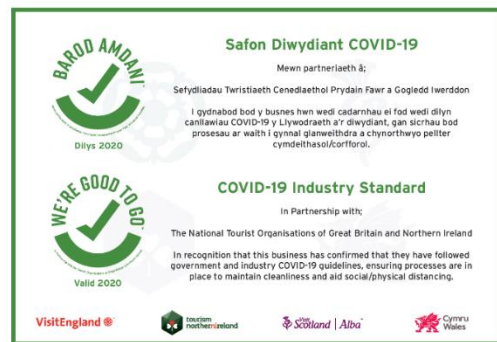 BAROD AMDANI
Dilys 2020
Safon Diwydiant COVID-19
Mewn partneriaeth â;
Sefydliadau Twristiaeth Cenedlaethol Prydain Fawr a Gogledd Iwerddon
I gydnabod bod y busnes hwn wedi cadarnhau ei fod wedi dilyn
canllawiau COVID-19 y Llywodraeth a'r diwydiant, gan sicrhau bod
prosesau ar waith i gynnal glanweithdra a chynorthwyo pellter
cymdeithasol/corfforol.
WE'RE GOOD TO GO
Valid 2020
COVID-19 Industry Standard
In Partnership with;
The National Tourist Organisations of Great Britain and Northern Ireland
In recognition that this business has confirmed that they have followed
government and industry COVID-19 guidelines, ensuring processes are in
place to maintain cleanliness and aid social/physical distancing.
VisitEngland
tourism
northernireland
Visit
Scotland | Alba
Cymru
Wales